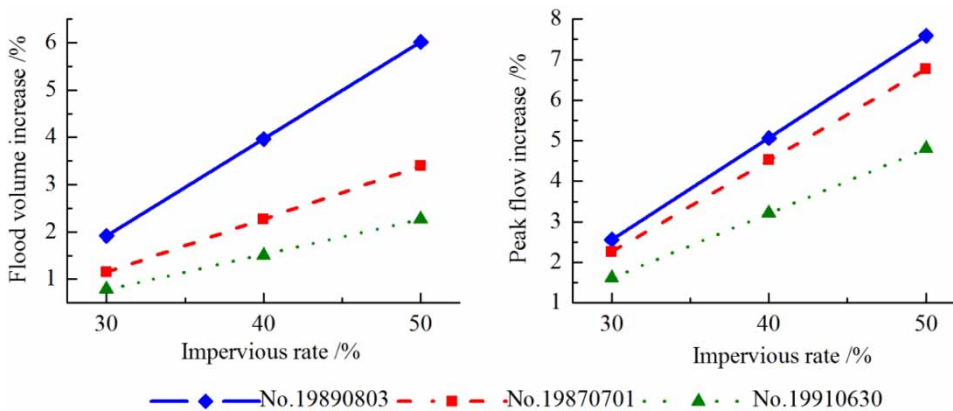 Flood volume increase /%
6
5
4
3
2
1
30 40 50
Impervious rate /%
Peak flow increase /%
8
7
6
5
4
3
2
1
30 40 50
Impervious rate /%
No.19890803 No.19870701 No.19910630